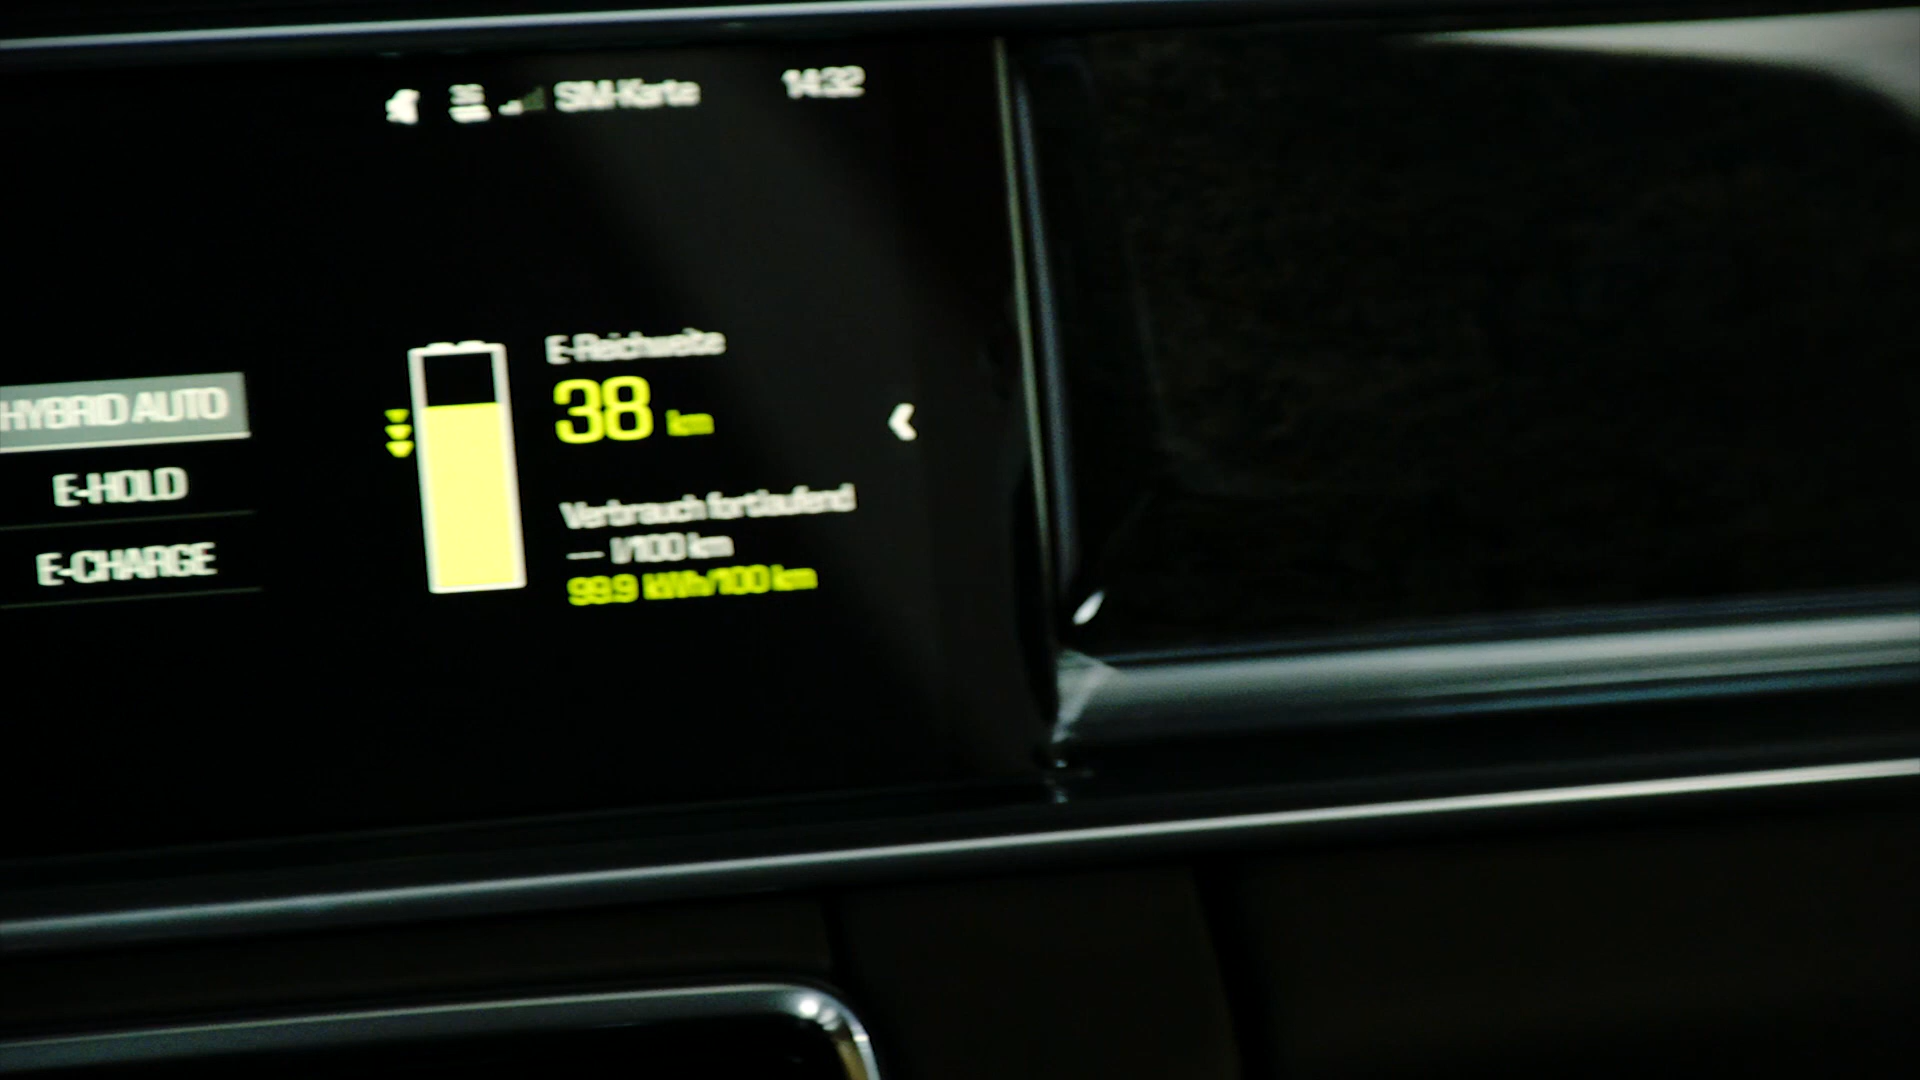 SIM-Karte 14:32
E-Reichweite
HYBRID AUTO
38 km
E-HOLD
Verbrauch fortlaufend
--- l/100 km
E-CHARGE
99.9 kWh/100 km